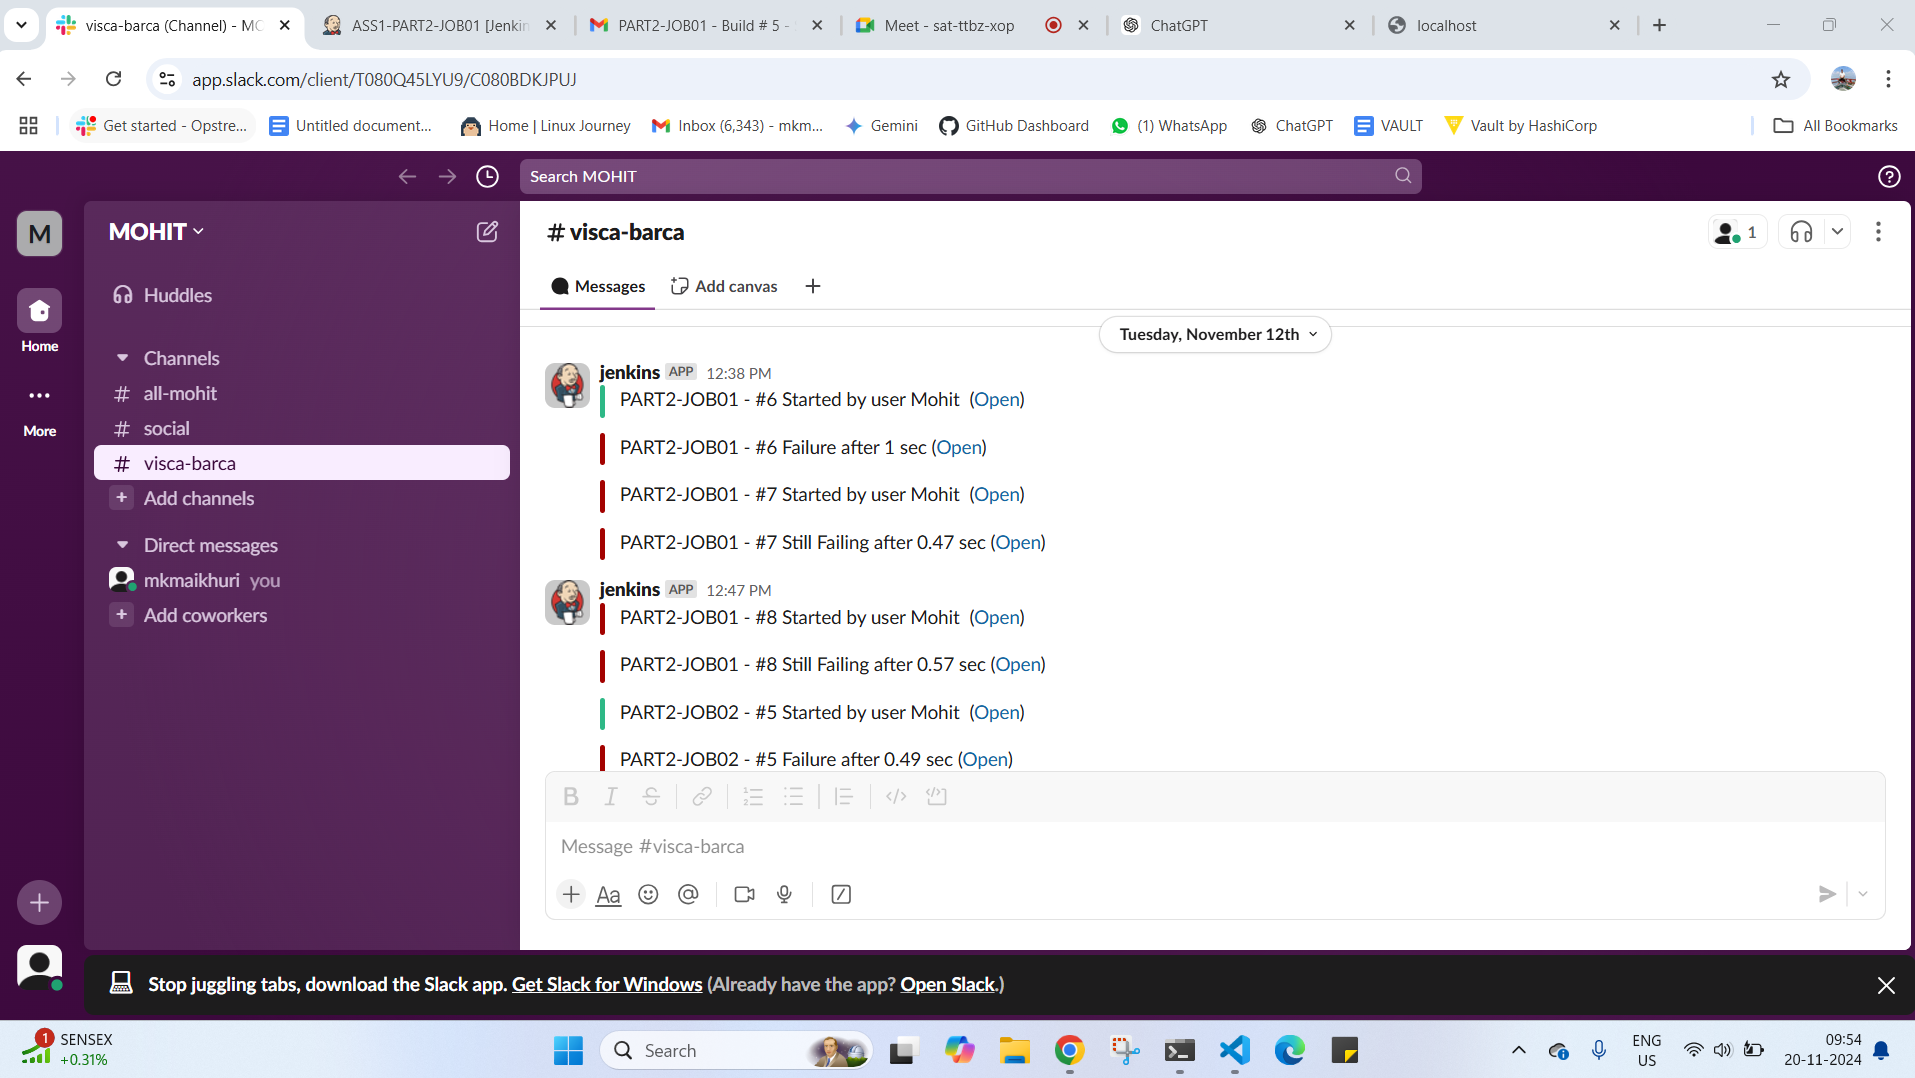 visca-barca (Channel) - MO
ASS1-PART2-JOB01 [Jenkin
PART2-JOB01 - Build # 5 -
Meet - sat-ttbz-xop
ChatGPT
localhost
app.slack.com/client/T080Q45LYU9/C080BDKJPUJ
Get started - Opstre...
Untitled document...
Home | Linux Journey
Inbox (6,343) - mkm...
Gemini
GitHub Dashboard
(1) WhatsApp
ChatGPT
VAULT
Vault by HashiCorp
All Bookmarks
Search MOHIT
M
MOHIT
Home
More
Huddles
Channels
# all-mohit
# social
# visca-barca
+ Add channels
Direct messages
mkmaikhuri you
+ Add coworkers
# visca-barca
1
Messages
Add canvas
Tuesday, November 12th
jenkins APP 12:38 PM
PART2-JOB01 - #6 Started by user Mohit (Open)
PART2-JOB01 - #6 Failure after 1 sec (Open)
PART2-JOB01 - #7 Started by user Mohit (Open)
PART2-JOB01 - #7 Still Failing after 0.47 sec (Open)
jenkins APP 12:47 PM
PART2-JOB01 - #8 Started by user Mohit (Open)
PART2-JOB01 - #8 Still Failing after 0.57 sec (Open)
PART2-JOB02 - #5 Started by user Mohit (Open)
PART2-JOB02 - #5 Failure after 0.49 sec (Open)
B I S
Message #visca-barca
Aa
Stop juggling tabs, download the Slack app. Get Slack for Windows (Already have the app? Open Slack.)
1
SENSEX
+0.31%
Search
ENG
US
09:54
20-11-2024